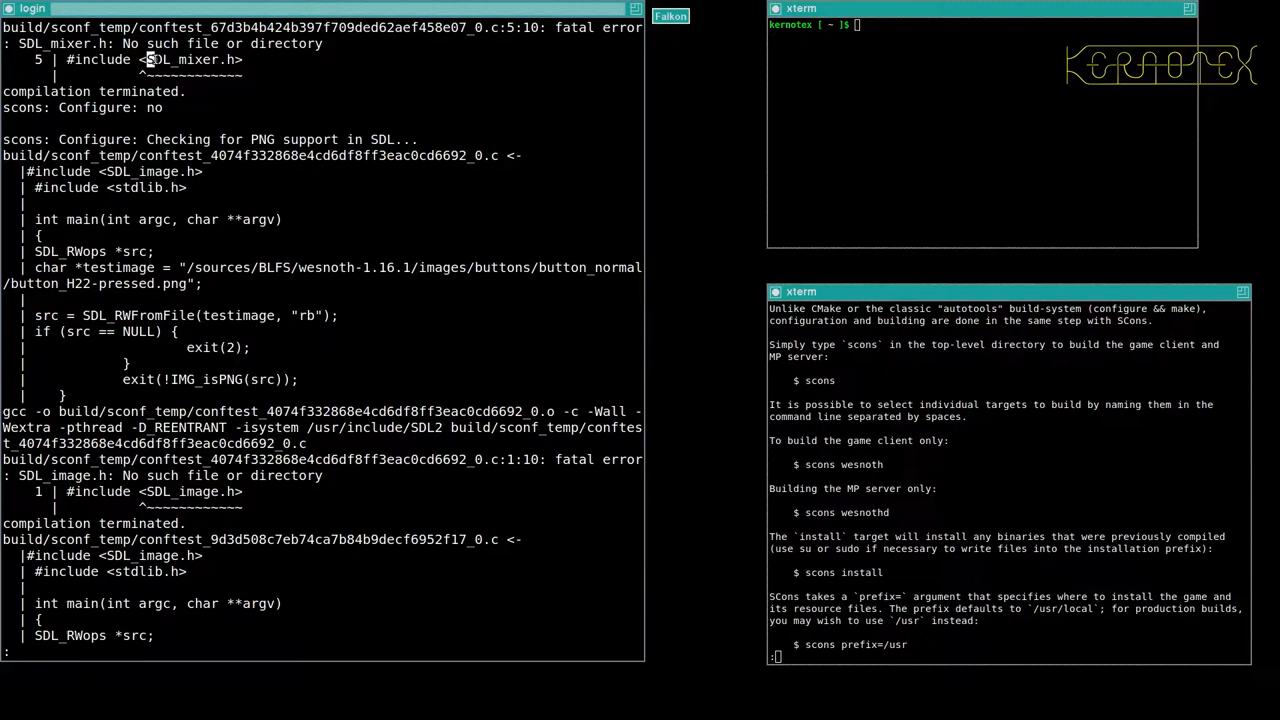 login
build/sconf_temp/conftest_67d3b4b424b397f709ded62aef458e07_0.c:5:10: fatal error
: SDL_mixer.h: No such file or directory
    5 | #include <SDL_mixer.h>
      |          ^~~~~~~~~~~~~
compilation terminated.
scons: Configure: no

scons: Configure: Checking for PNG support in SDL...
build/sconf_temp/conftest_4074f332868e4cd6df8ff3eac0cd6692_0.c <-
  |#include <SDL_image.h>
  | #include <stdlib.h>
  |
  | int main(int argc, char **argv)
  | {
  | SDL_RWops *src;
  | char *testimage = "/sources/BLFS/wesnoth-1.16.1/images/buttons/button_normal
/button_H22-pressed.png";
  |
  | src = SDL_RWFromFile(testimage, "rb");
  | if (src == NULL) {
  |                    exit(2);
  |            }
  |            exit(!IMG_isPNG(src));
  |    }
gcc -o build/sconf_temp/conftest_4074f332868e4cd6df8ff3eac0cd6692_0.o -c -Wall -
Wextra -pthread -D_REENTRANT -isystem /usr/include/SDL2 build/sconf_temp/conftes
t_4074f332868e4cd6df8ff3eac0cd6692_0.c
build/sconf_temp/conftest_4074f332868e4cd6df8ff3eac0cd6692_0.c:1:10: fatal error
: SDL_image.h: No such file or directory
    1 | #include <SDL_image.h>
      |          ^~~~~~~~~~~~~
compilation terminated.
build/sconf_temp/conftest_9d3d508c7eb74ca7b84b9decf6952f17_0.c <-
  |#include <SDL_image.h>
  | #include <stdlib.h>
  |
  | int main(int argc, char **argv)
  | {
  | SDL_RWops *src;
:
Falkon
xterm
kernotex [ ~ ]$
KERNOTEX
xterm
Unlike CMake or the classic "autotools" build-system (configure && make),
configuration and building are done in the same step with SCons.

Simply type `scons` in the top-level directory to build the game client and
MP server:

    $ scons

It is possible to select individual targets to build by naming them in the
command line separated by spaces.

To build the game client only:

    $ scons wesnoth

Building the MP server only:

    $ scons wesnothd

The `install` target will install any binaries that were previously compiled
(use su or sudo if necessary to write files into the installation prefix):

    $ scons install

SCons takes a `prefix=` argument that specifies where to install the game and
its resource files. The prefix defaults to `/usr/local`; for production builds,
you may wish to use `/usr` instead:

    $ scons prefix=/usr
: